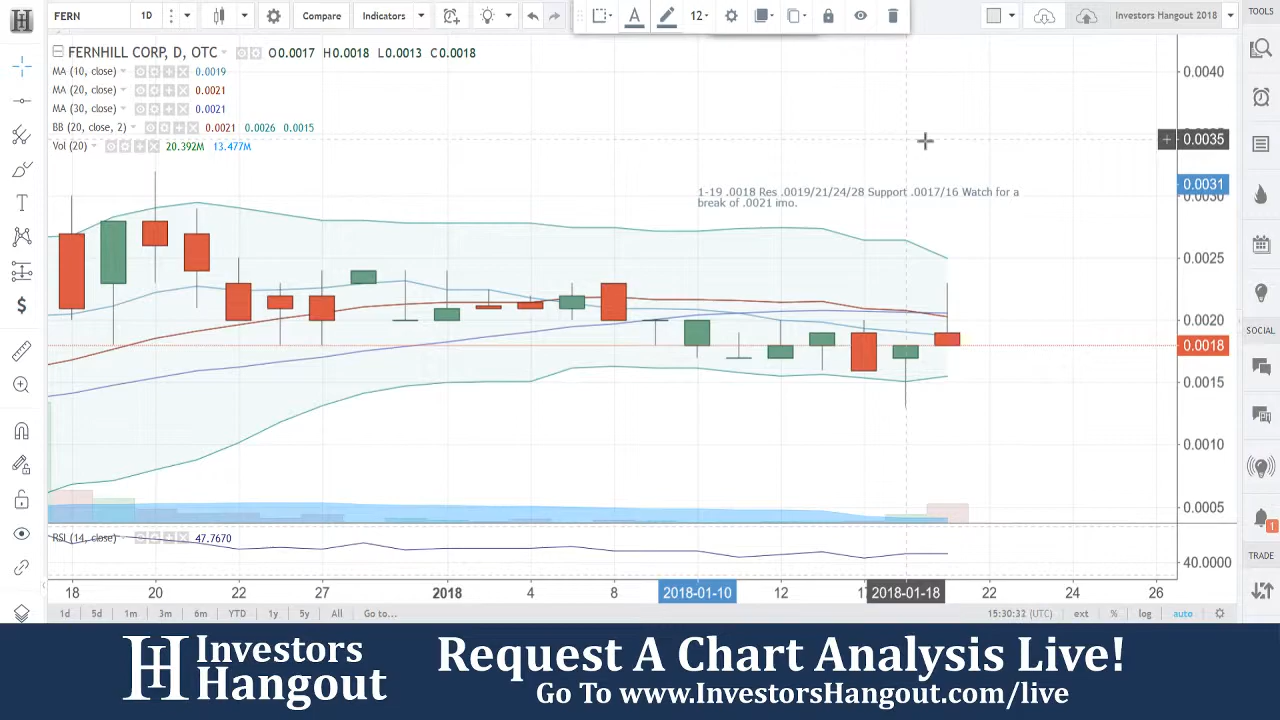 FERN
1D
Compare
Indicators
12
Investors Hangout 2018
TOOLS
FERNHILL CORP, D, OTC
O0.0017 H0.0018 L0.0013 C0.0018
MA (10, close) 0.0019
MA (20, close) 0.0021
MA (30, close) 0.0021
BB (20, close, 2) 0.0021 0.0026 0.0015
Vol (20) 20.392M 13.477M
1-19 .0018 Res .0019/21/24/28 Support .0017/16 Watch for a
break of .0021 imo.
0.0040
0.0035
0.0031
0.0030
0.0025
0.0020
0.0018
0.0015
0.0010
0.0005
RSI (14, close) 47.7670
40.0000
18 20 22 27 2018 4 8 2018-01-10 12 2018-01-18 22 24 26
1d 5d 1m 3m 6m YTD 1y 5y All Go to...
15:30:32 (UTC) ext % log auto
SOCIAL
1
TRADE
Investors
Hangout
Request A Chart Analysis Live!
Go To www.InvestorsHangout.com/live